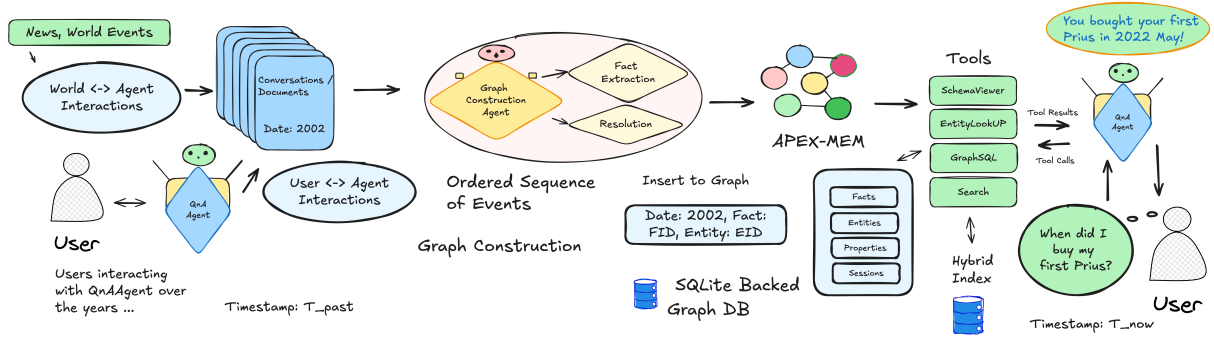 News, World Events
World <-> Agent
Interactions
Conversations /
Documents
Date: 2002
User
QnA
Agent
User <-> Agent
Interactions
Users interacting
with QnAAgent over
the years ...
Timestamp: T_past
Graph
Construction
Agent
Fact
Extraction
Resolution
Ordered Sequence
of Events
Graph Construction
APEX-MEM
Insert to Graph
Date: 2002, Fact:
FID, Entity: EID
SQLite Backed
Graph DB
Facts
Entities
Properties
Sessions
Tools
SchemaViewer
EntityLookUP
GraphSQL
Search
Hybrid
Index
Tool Results
Tool Calls
You bought your first
Prius in 2022 May!
QnA
Agent
When did I
buy my
first Prius?
User
Timestamp: T_now